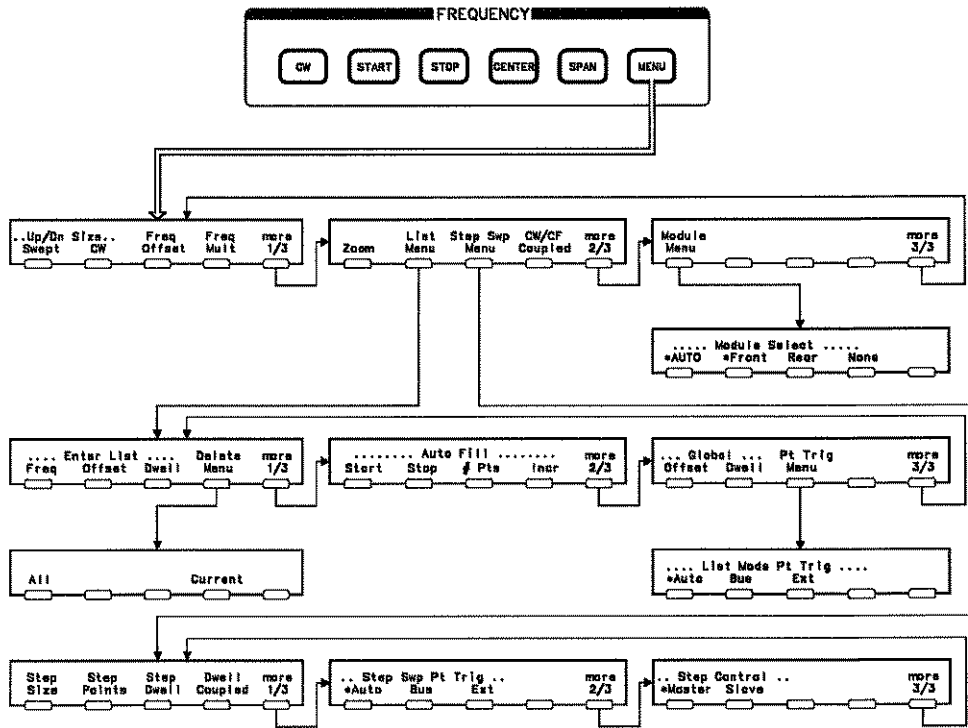 FREQUENCY
CW START STOP CENTER SPAN MENU
..Up/Dn Size.. Freq Freq more
Swept CW Offset Mult 1/3
List Step Swp CW/CF more
Zoom Menu Menu Coupled 2/3
Module more
Menu 3/3
..... Module Select .....
*AUTO *Front Rear None
.... Enter List .... Delete more
Freq Offset Dwell Menu 1/3
........ Auto Fill ........ more
Start Stop # Pts Incr 2/3
... Global ... Pt Trig more
Offset Dwell Menu 3/3
All Current
.... List Mode Pt Trig ....
*Auto Bus Ext
Step Step Step Dwell more
Size Points Dwell Coupled 1/3
.. Step Swp Pt Trig .. more
*Auto Bus Ext 2/3
.. Step Control .. more
*Master Slave 3/3